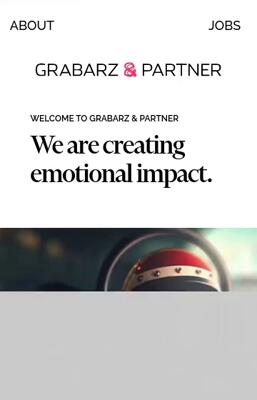 ABOUT JOBS
GRABARZ & PARTNER
WELCOME TO GRABARZ & PARTNER
We are creating
emotional impact.